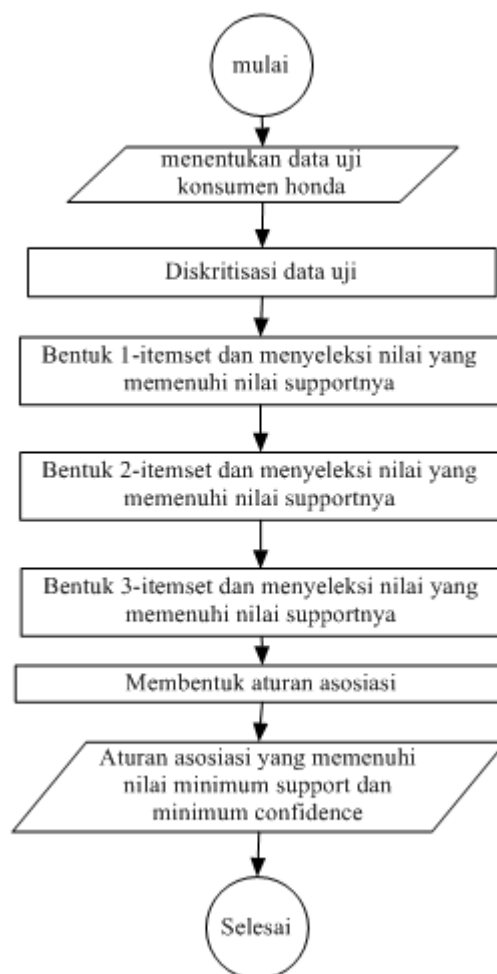 mulai
menentukan data uji
konsumen honda
Diskritisasi data uji
Bentuk 1-itemset dan menyeleksi nilai yang
memenuhi nilai supportnya
Bentuk 2-itemset dan menyeleksi nilai yang
memenuhi nilai supportnya
Bentuk 3-itemset dan menyeleksi nilai yang
memenuhi nilai supportnya
Membentuk aturan asosiasi
Aturan asosiasi yang memenuhi
nilai minimum support dan
minimum confidence
Selesai